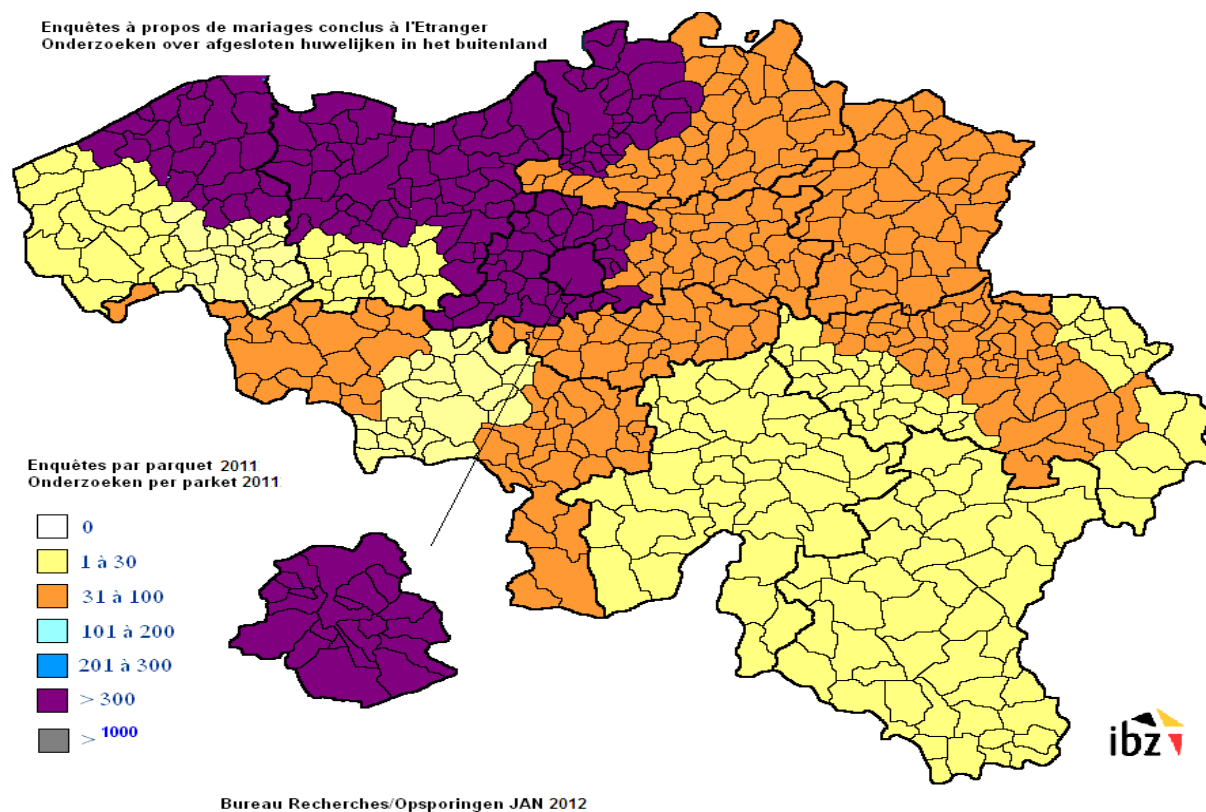 Enquêtes à propos de mariages conclus à l'Etranger
Onderzoeken over afgesloten huwelijken in het buitenland
Enquêtes par parquet 2011
Onderzoeken per parket 2011
0
1 à 30
31 à 100
101 à 200
201 à 300
> 300
> 1000
ibz
Bureau Recherches/Opsporingen JAN 2012